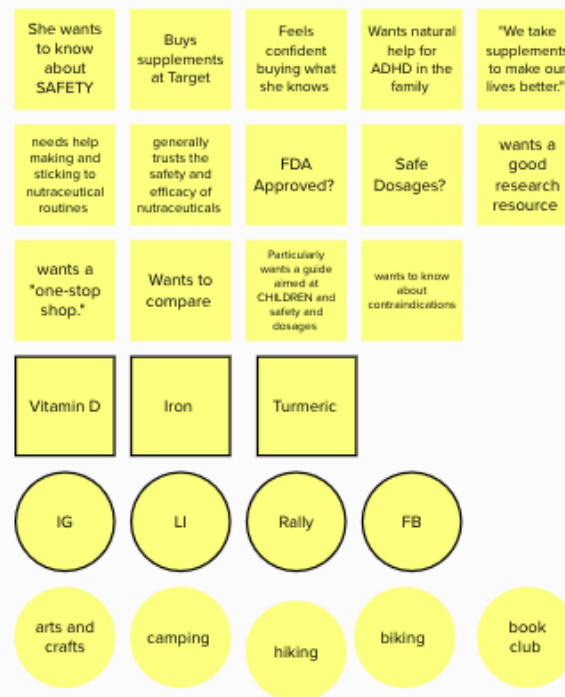 She wants
to know
about
SAFETY
Buys
supplements
at Target
Feels
confident
buying what
she knows
Wants natural
help for
ADHD in the
family
"We take
supplements
to make our
lives better."
needs help
making and
sticking to
nutraceutical
routines
generally
trusts the
safety and
efficacy of
nutraceuticals
FDA
Approved?
Safe
Dosages?
wants a
good
research
resource
wants a
"one-stop
shop."
Wants to
compare
Particularly
wants a guide
aimed at
CHILDREN and
safety and
dosages
wants to know
about
contraindications
Vitamin D
Iron
Turmeric
IG
LI
Rally
FB
arts and
crafts
camping
hiking
biking
book
club